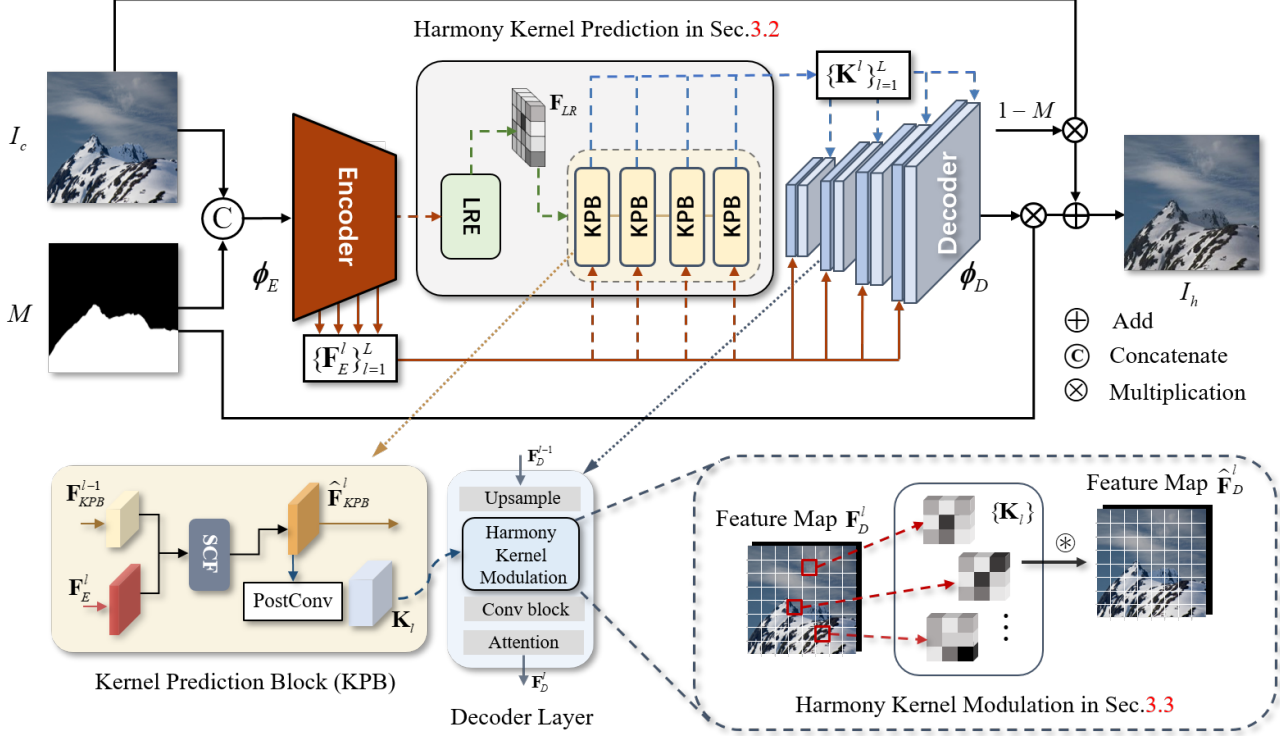 Harmony Kernel Prediction in Sec.3.2
I_c
M
C
ϕ_E
Encoder
{F_E^l}_{l=1}^L
LRE
F_LR
KPB
KPB
KPB
KPB
{K^l}_{l=1}^L
Decoder
ϕ_D
1 − M
I_h
⊕ Add
© Concatenate
⊗ Multiplication
F_KPB^{l-1}
F_E^l
SCF
F̂_KPB^l
PostConv
K_l
Kernel Prediction Block (KPB)
F_D^{l-1}
Upsample
Harmony
Kernel
Modulation
Conv block
Attention
F_D^l
Decoder Layer
Feature Map F_D^l
{K_l}
⊛
Feature Map F̂_D^l
Harmony Kernel Modulation in Sec.3.3